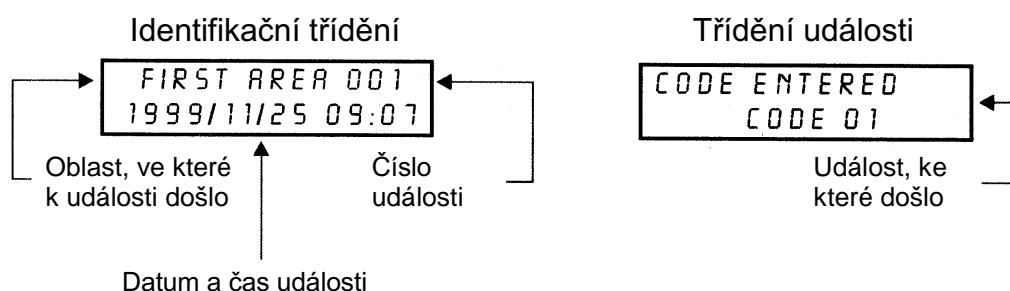 Identifikační třídění
FIRST AREA 001
1999/11/25 09:07
Oblast, ve které
k události došlo
Číslo
události
Datum a čas události
Třídění události
CODE ENTERED
CODE 01
Událost, ke
které došlo